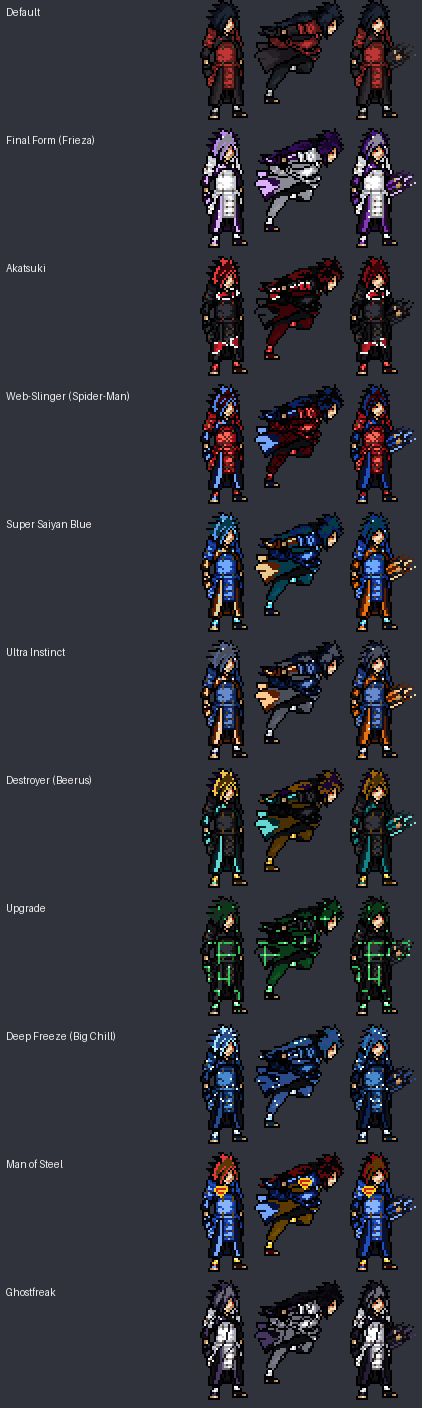 Default
Final Form (Frieza)
Akatsuki
Web-Slinger (Spider-Man)
Super Saiyan Blue
Ultra Instinct
Destroyer (Beerus)
Upgrade
Deep Freeze (Big Chill)
Man of Steel
Ghostfreak